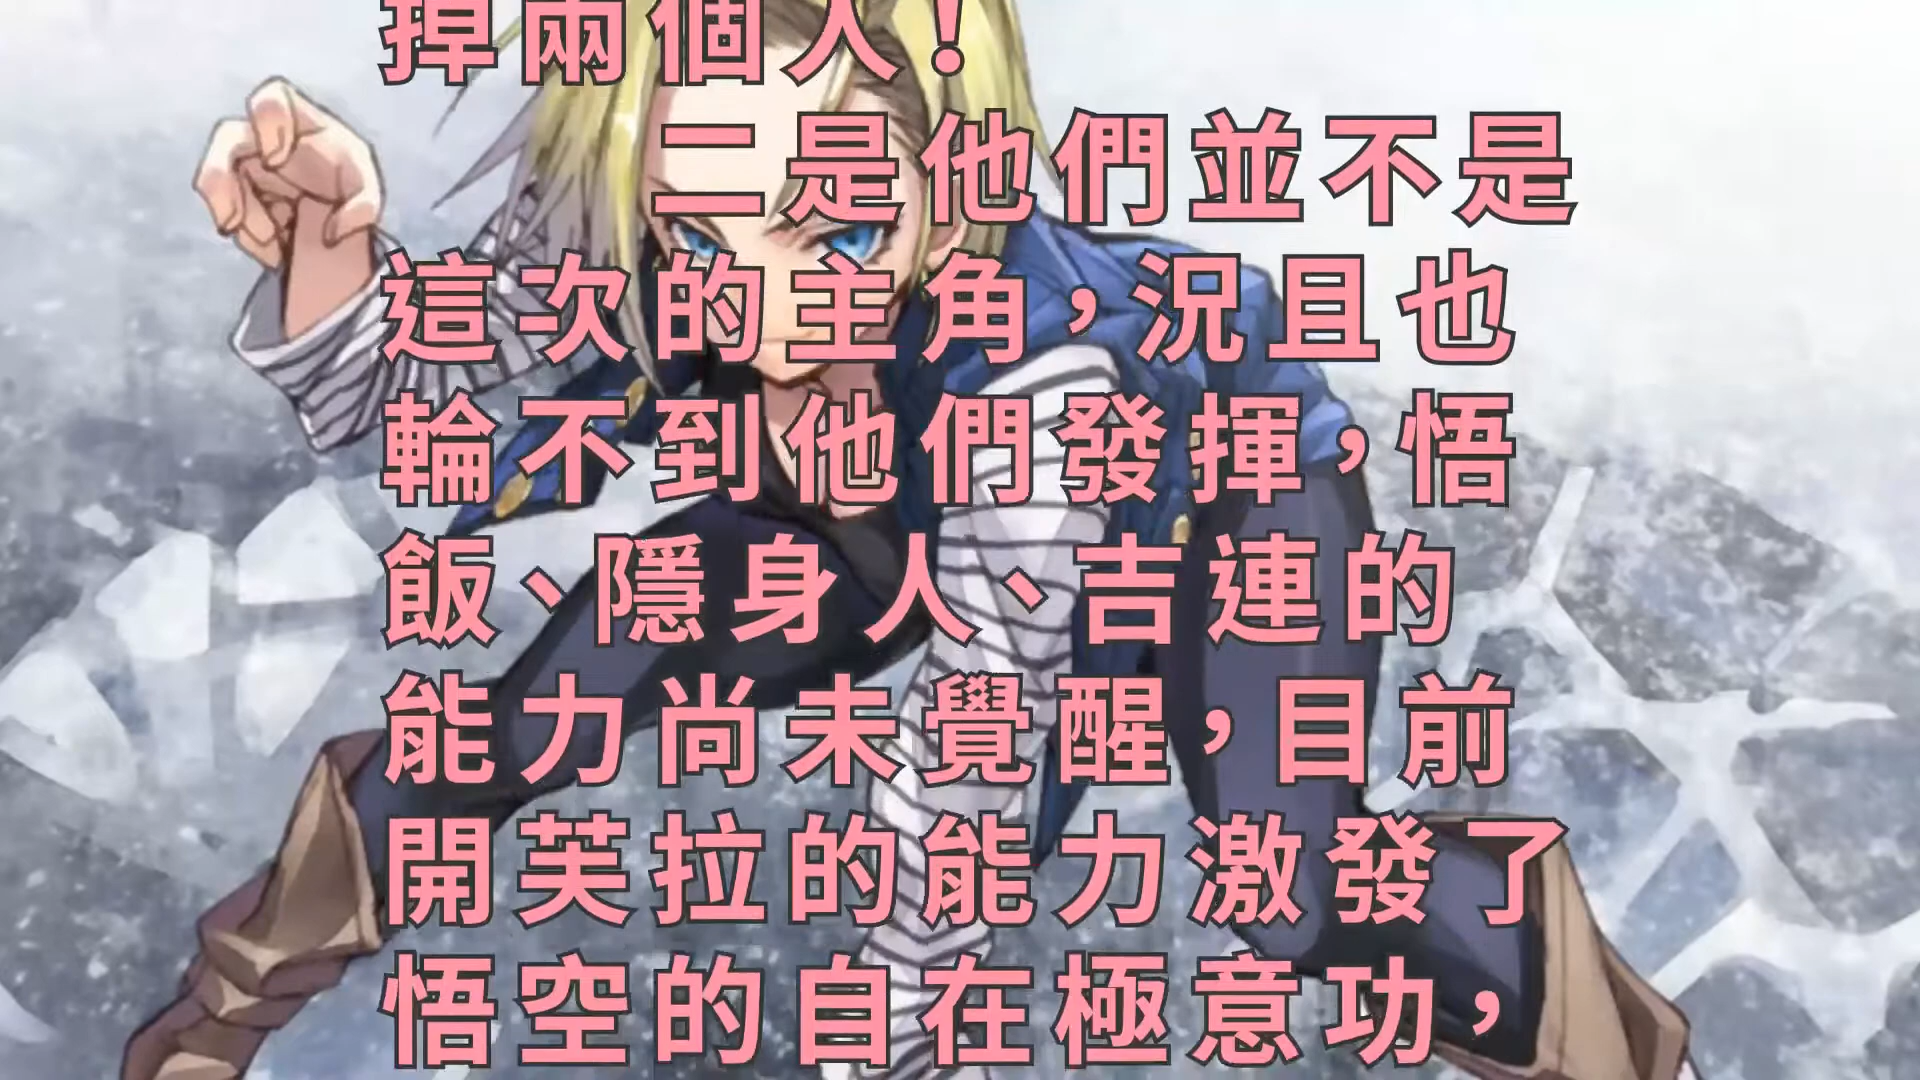 掉兩個人！
二是他們並不是
這次的主角，況且也
輪不到他們發揮，悟
飯、隱身人、吉連的
能力尚未覺醒，目前
開芙拉的能力激發了
悟空的自在極意功，